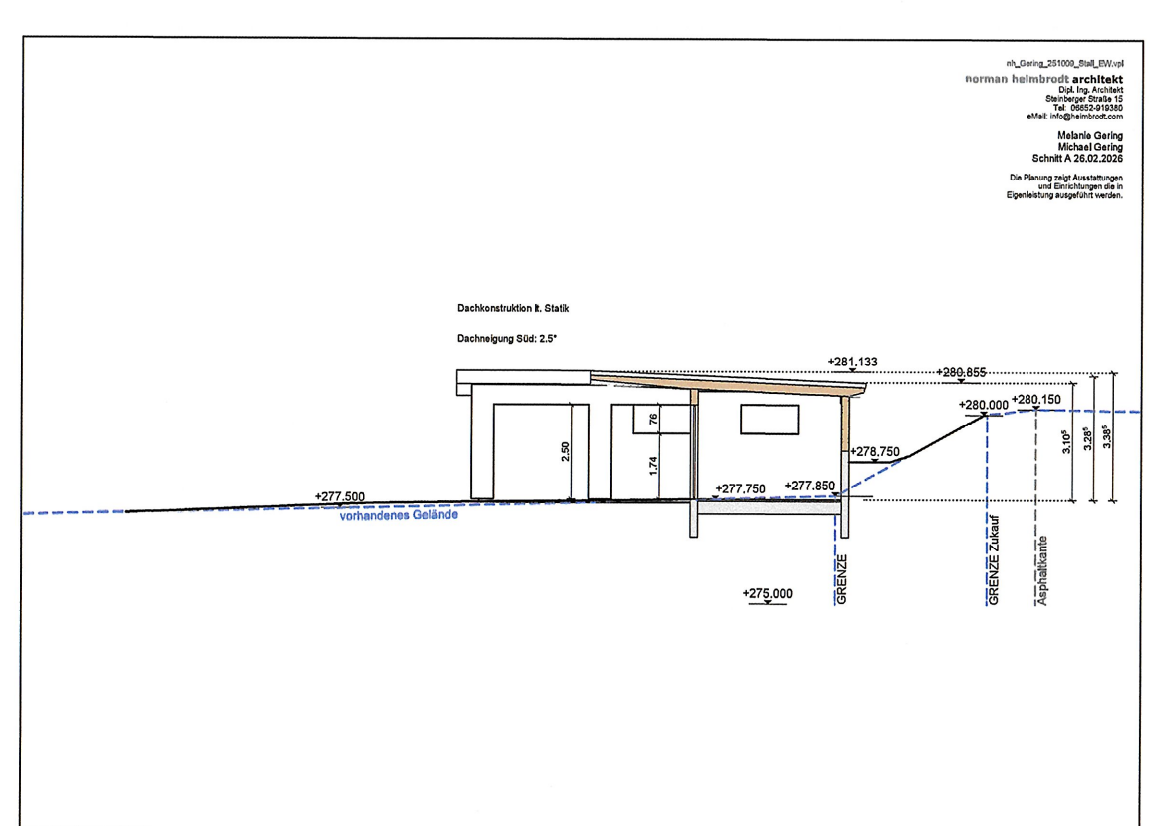 nh_Gering_251009_Stall_EW.vpl
norman heimbrodt architekt
Dipl. Ing. Architekt
Steinberger Straße 15
Tel: 06852-919380
eMail: info@heimbrodt.com
Melanie Gering
Michael Gering
Schnitt A 26.02.2026
Die Planung zeigt Ausstattungen
und Einrichtungen die in
Eigenleistung ausgeführt werden.
Dachkonstruktion lt. Statik
Dachneigung Süd: 2.5°
+281.133
+280.855
+280.000
+280.150
76
2.50
1.74
+278.750
3.10⁵
3.28⁵
3.38⁵
+277.500
+277.750
+277.850
vorhandenes Gelände
GRENZE
GRENZE Zukauf
Asphaltkante
+275.000